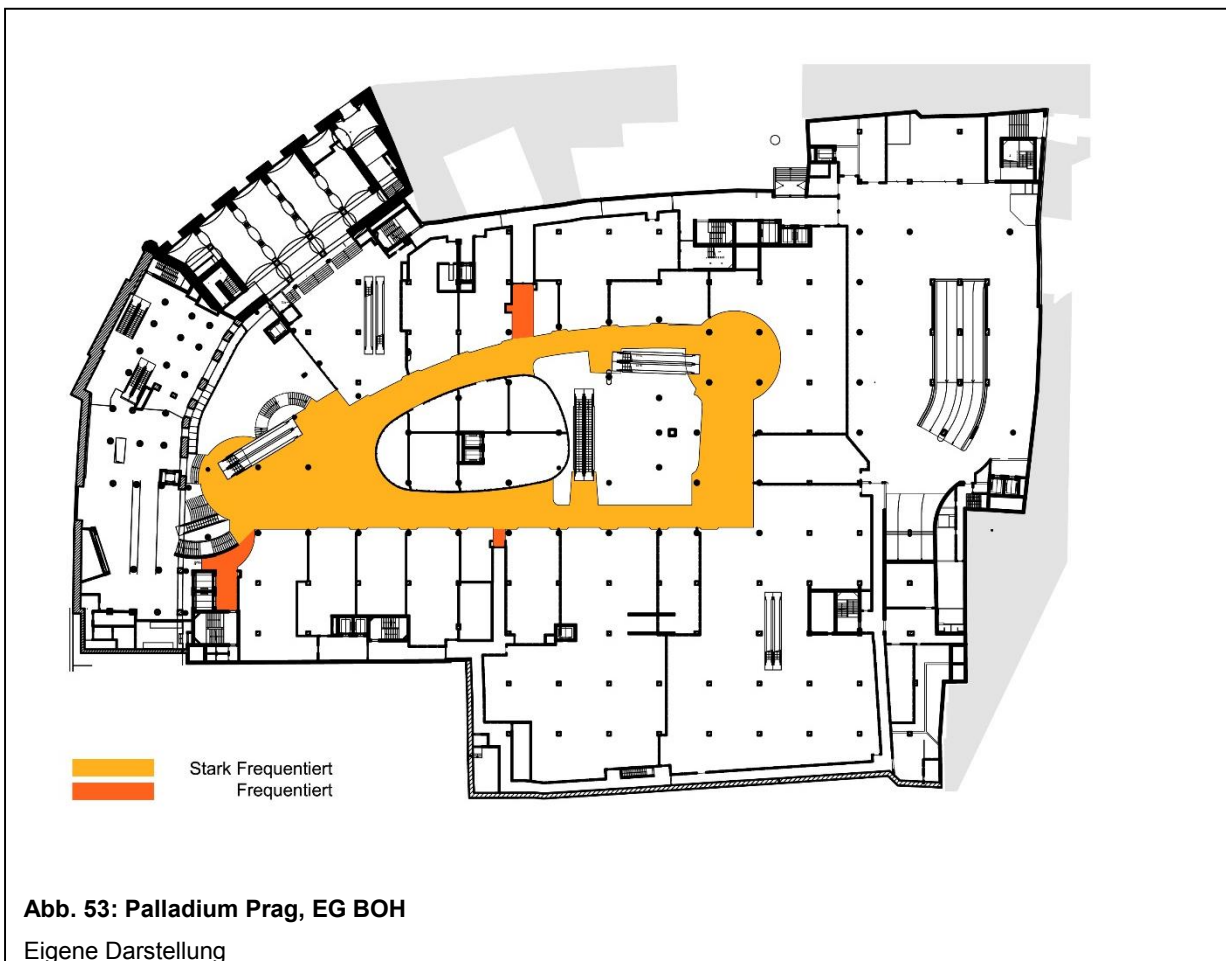 Stark Frequentiert
Frequentiert
Abb. 53: Palladium Prag, EG BOH
Eigene Darstellung